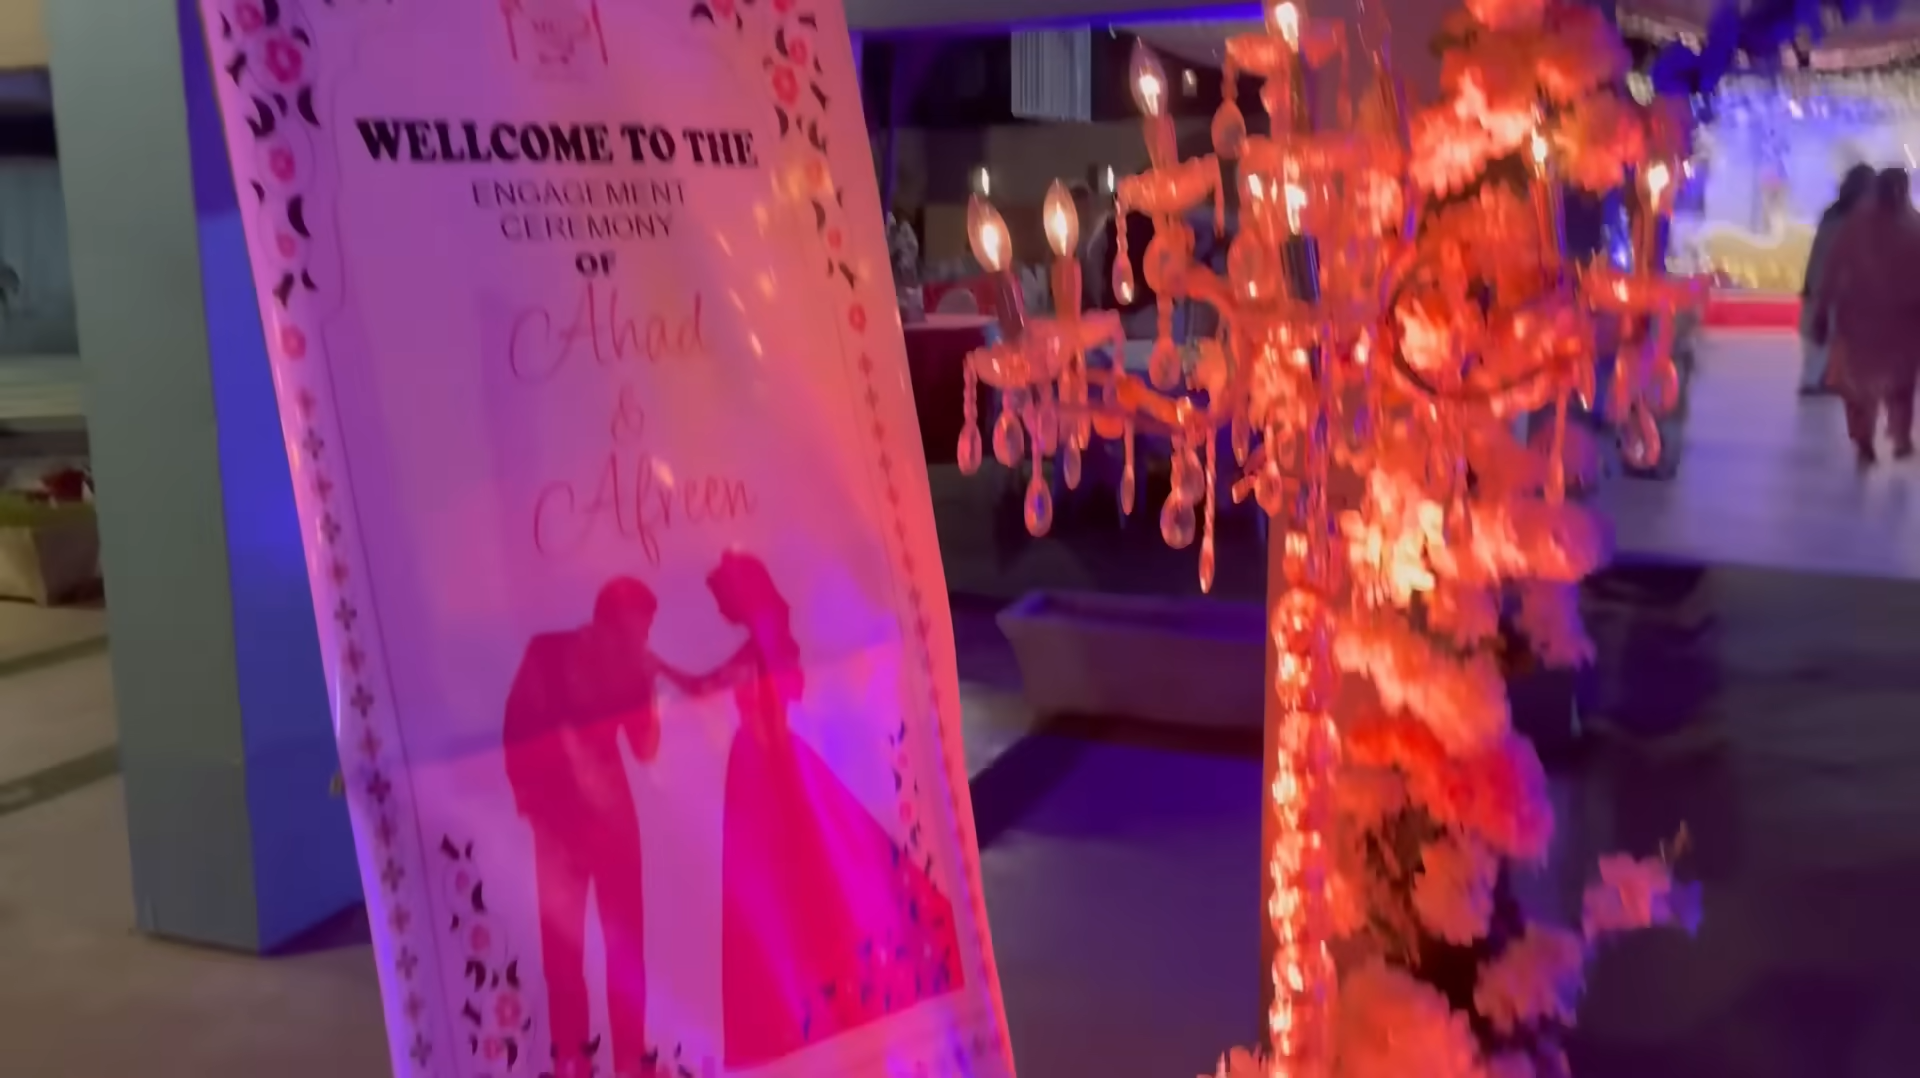 WELLCOME TO THE
ENGAGEMENT
CEREMONY
OF
Ahad
&
Afreen